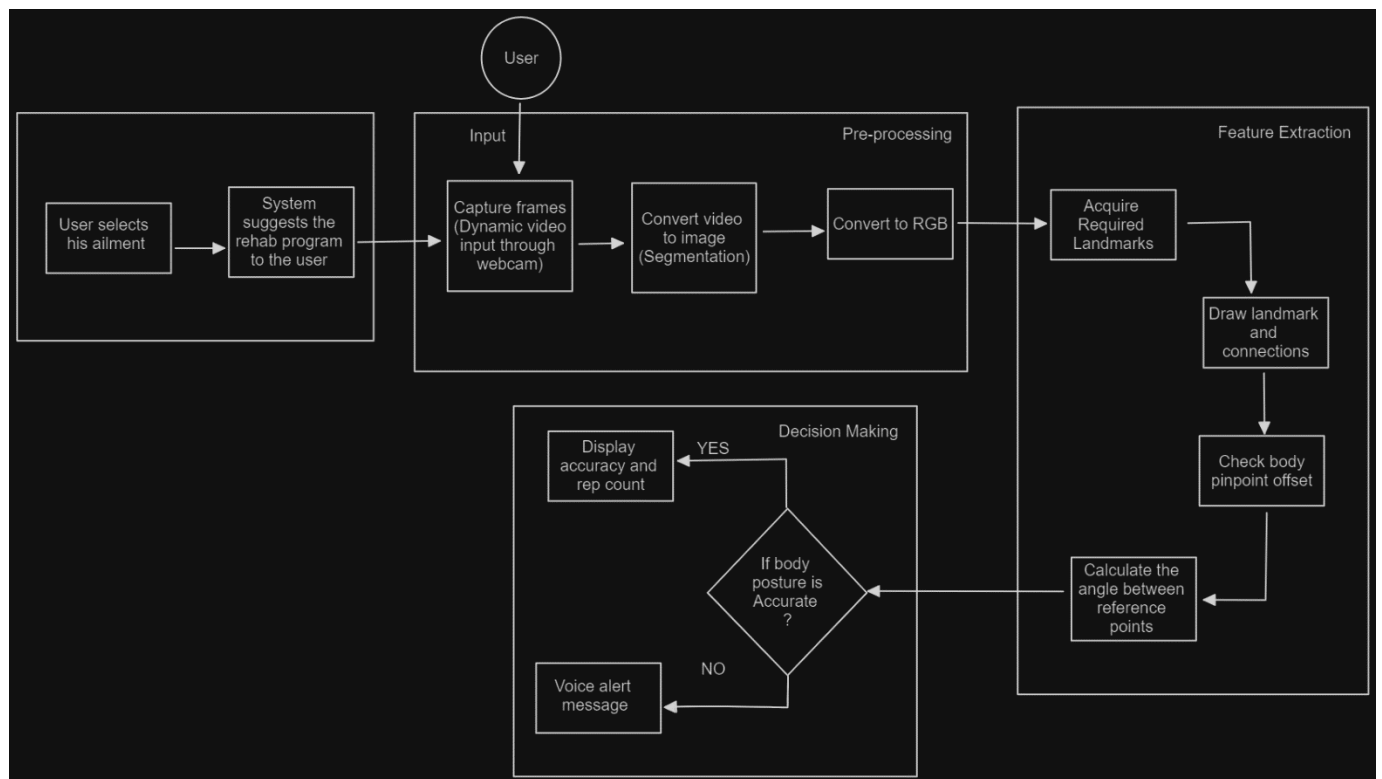 User
Input
Pre-processing
Feature Extraction
User selects
his ailment
System
suggests the
rehab program
to the user
Capture frames
(Dynamic video
input through
webcam)
Convert video
to image
(Segmentation)
Convert to RGB
Acquire
Required
Landmarks
Draw landmark
and
connections
Check body
pinpoint offset
Calculate the
angle between
reference
points
Decision Making
If body
posture is
Accurate
?
YES
Display
accuracy and
rep count
NO
Voice alert
message